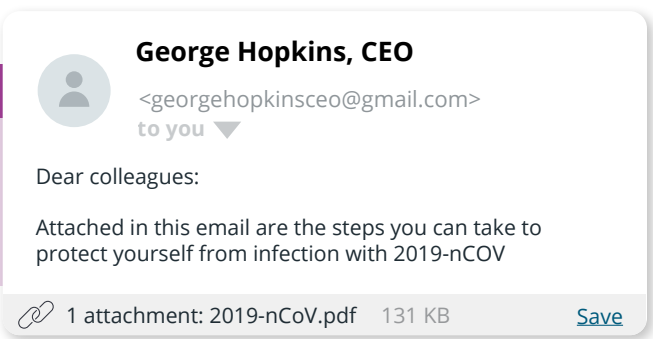 George Hopkins, CEO
<georgehopkinsceo@gmail.com>
to you
Dear colleagues:
Attached in this email are the steps you can take to
protect yourself from infection with 2019-nCOV
1 attachment: 2019-nCoV.pdf 131 KB Save